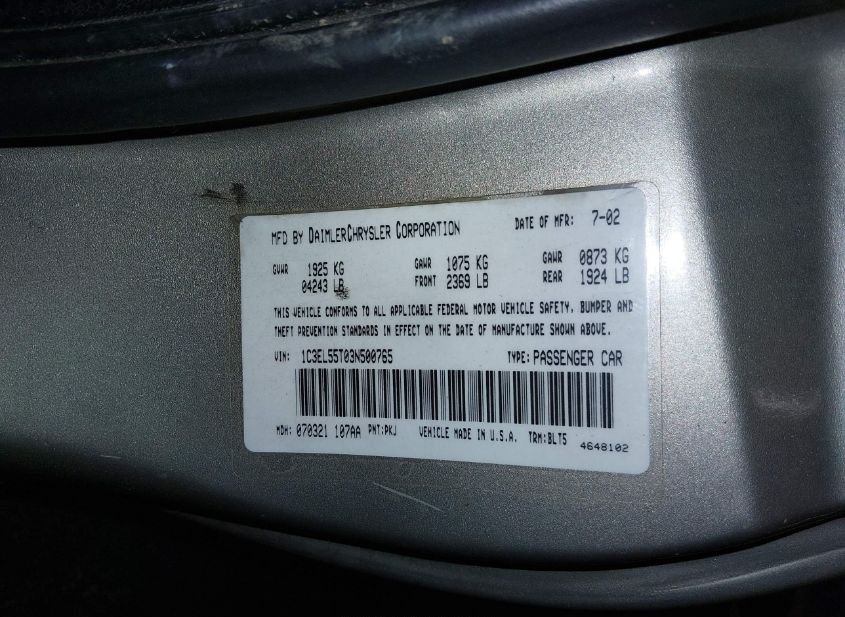 MFD BY DAIMLERCHRYSLER CORPORATION DATE OF MFR: 7-02
GVWR 1925 KG GAWR 1075 KG GAWR 0873 KG
04243 LB FRONT 2369 LB REAR 1924 LB
THIS VEHICLE CONFORMS TO ALL APPLICABLE FEDERAL MOTOR VEHICLE SAFETY, BUMPER AND
THEFT PREVENTION STANDARDS IN EFFECT ON THE DATE OF MANUFACTURE SHOWN ABOVE.
VIN: 1C3EL55T03N500765 TYPE: PASSENGER CAR
MDH: 070321 107AA PNT:PKJ VEHICLE MADE IN U.S.A. TRM:BLT5 4648102